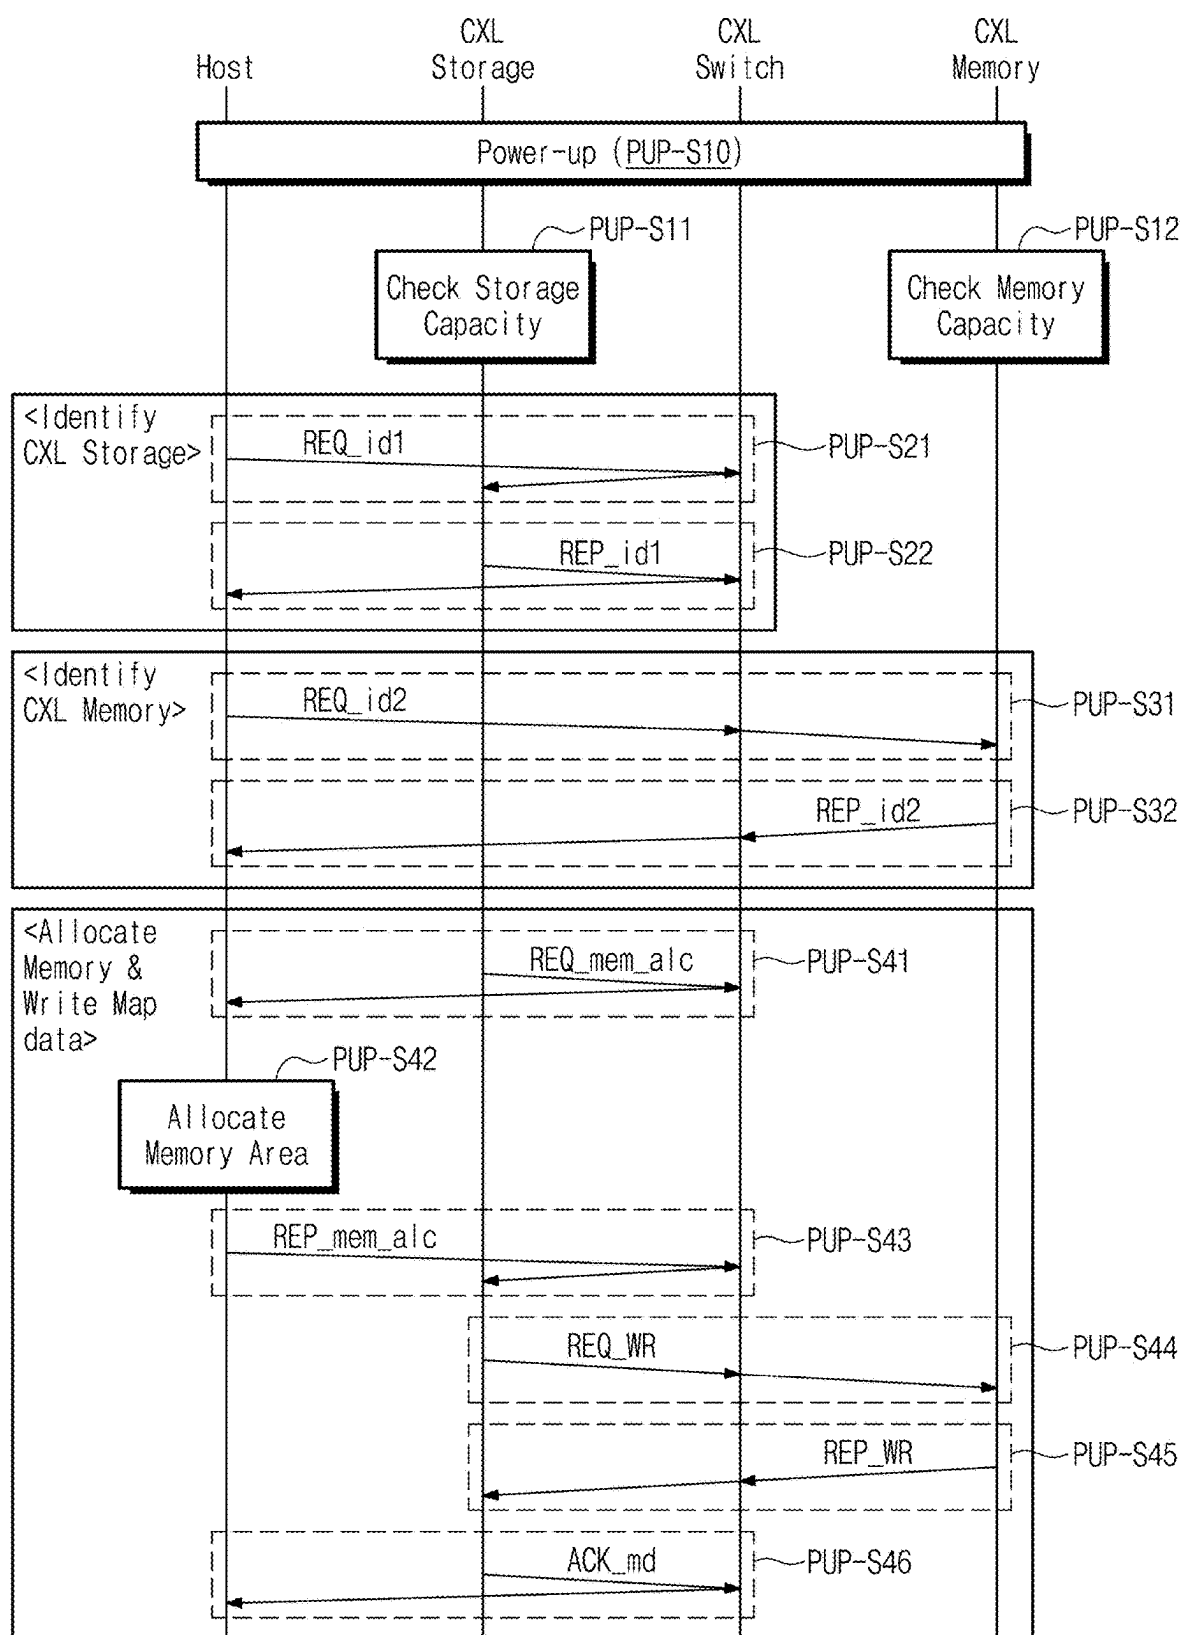 Host
CXL
Storage
CXL
Switch
CXL
Memory
Power-up (PUP-S10)
PUP-S11
PUP-S12
Check Storage
Capacity
Check Memory
Capacity
<Identify
CXL Storage>
REQ_id1
PUP-S21
REP_id1
PUP-S22
<Identify
CXL Memory>
REQ_id2
PUP-S31
REP_id2
PUP-S32
<Allocate
Memory &
Write Map
data>
REQ_mem_alc
PUP-S41
PUP-S42
Allocate
Memory Area
REP_mem_alc
PUP-S43
REQ_WR
PUP-S44
REP_WR
PUP-S45
ACK_md
PUP-S46